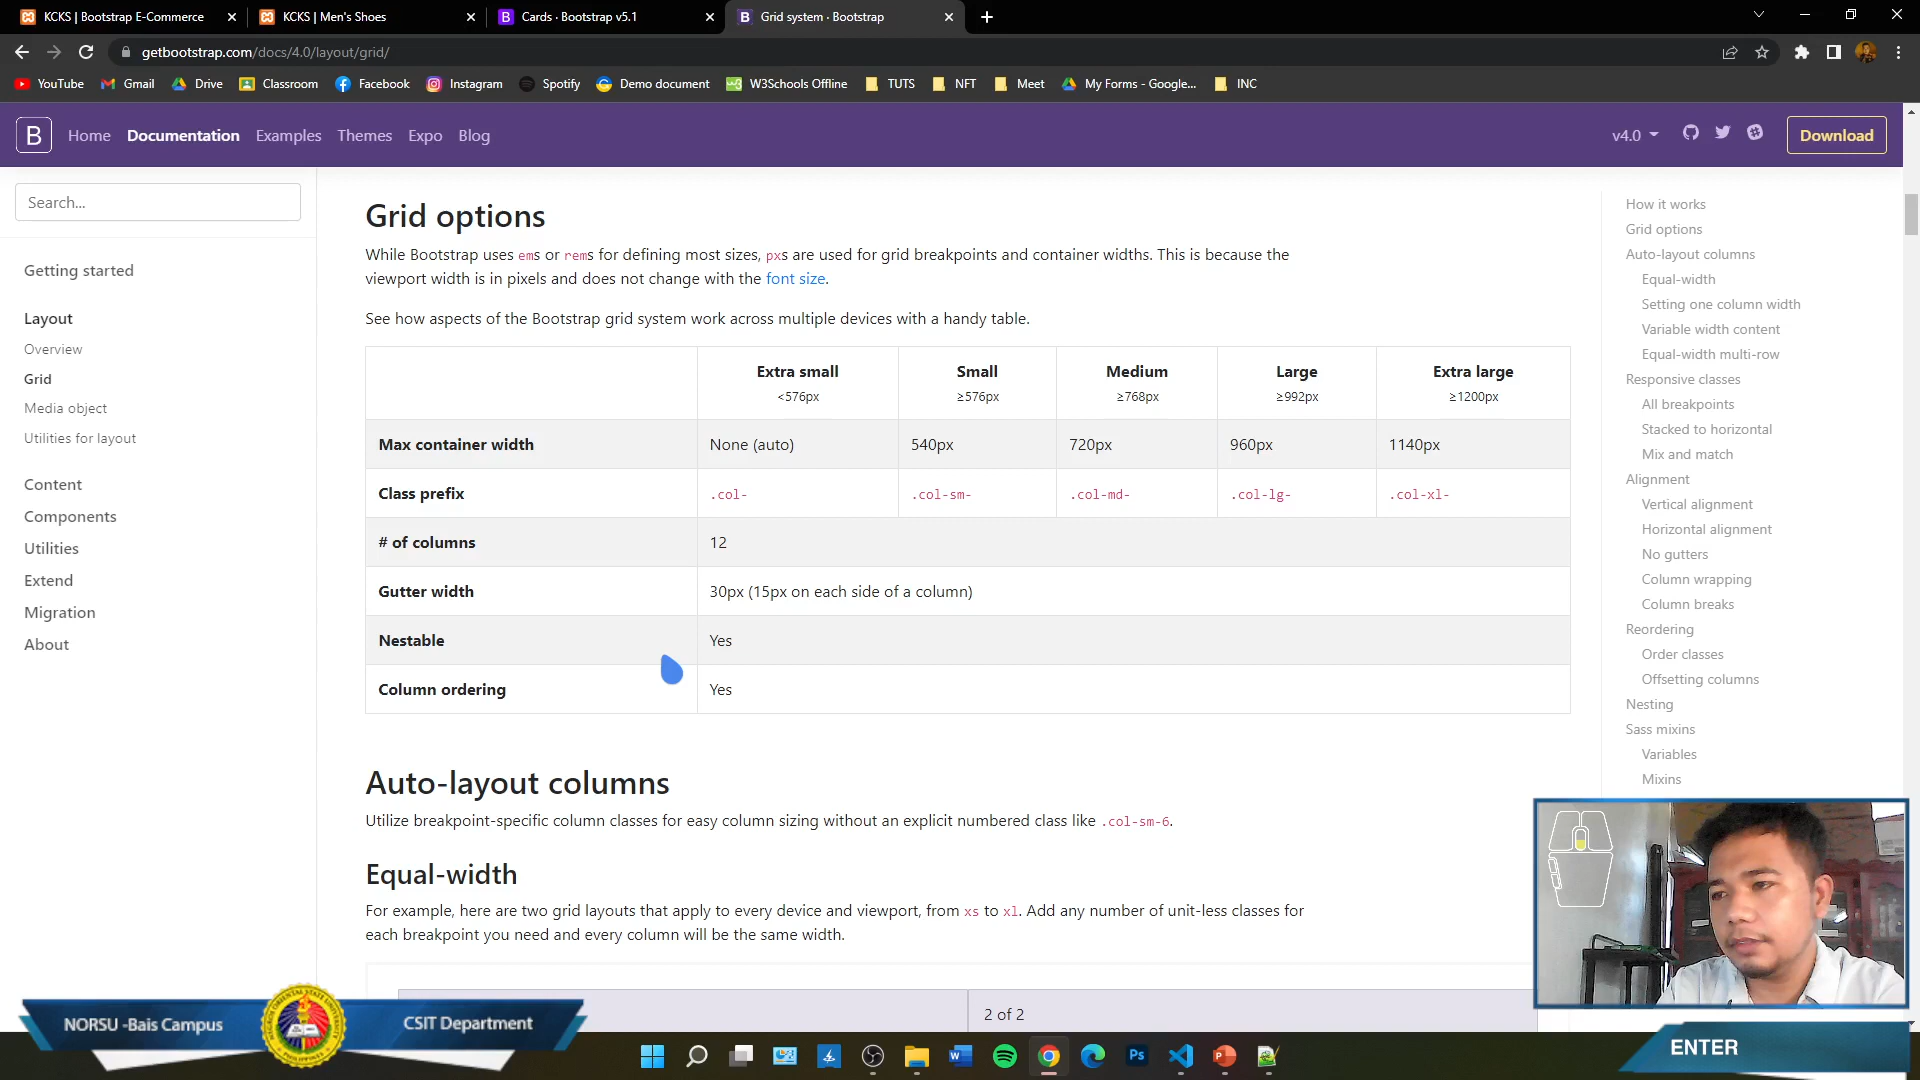 KCKS | Bootstrap E-Commerce
KCKS | Men's Shoes
Cards · Bootstrap v5.1
Grid system · Bootstrap
getbootstrap.com/docs/4.0/layout/grid/
YouTube
Gmail
Drive
Classroom
Facebook
Instagram
Spotify
Demo document
W3Schools Offline
TUTS
NFT
Meet
My Forms - Google...
INC
B
Home
Documentation
Examples
Themes
Expo
Blog
v4.0
Download
Search...
Getting started
Layout
Overview
Grid
Media object
Utilities for layout
Content
Components
Utilities
Extend
Migration
About
Grid options
While Bootstrap uses ems or rems for defining most sizes, pxs are used for grid breakpoints and container widths. This is because the
viewport width is in pixels and does not change with the font size.
See how aspects of the Bootstrap grid system work across multiple devices with a handy table.
Extra small
<576px
Small
≥576px
Medium
≥768px
Large
≥992px
Extra large
≥1200px
Max container width
None (auto)
540px
720px
960px
1140px
Class prefix
.col-
.col-sm-
.col-md-
.col-lg-
.col-xl-
# of columns
12
Gutter width
30px (15px on each side of a column)
Nestable
Yes
Column ordering
Yes
Auto-layout columns
Utilize breakpoint-specific column classes for easy column sizing without an explicit numbered class like .col-sm-6.
Equal-width
For example, here are two grid layouts that apply to every device and viewport, from xs to xl. Add any number of unit-less classes for
each breakpoint you need and every column will be the same width.
2 of 2
How it works
Grid options
Auto-layout columns
Equal-width
Setting one column width
Variable width content
Equal-width multi-row
Responsive classes
All breakpoints
Stacked to horizontal
Mix and match
Alignment
Vertical alignment
Horizontal alignment
No gutters
Column wrapping
Column breaks
Reordering
Order classes
Offsetting columns
Nesting
Sass mixins
Variables
Mixins
NORSU -Bais Campus
CSIT Department
ENTER